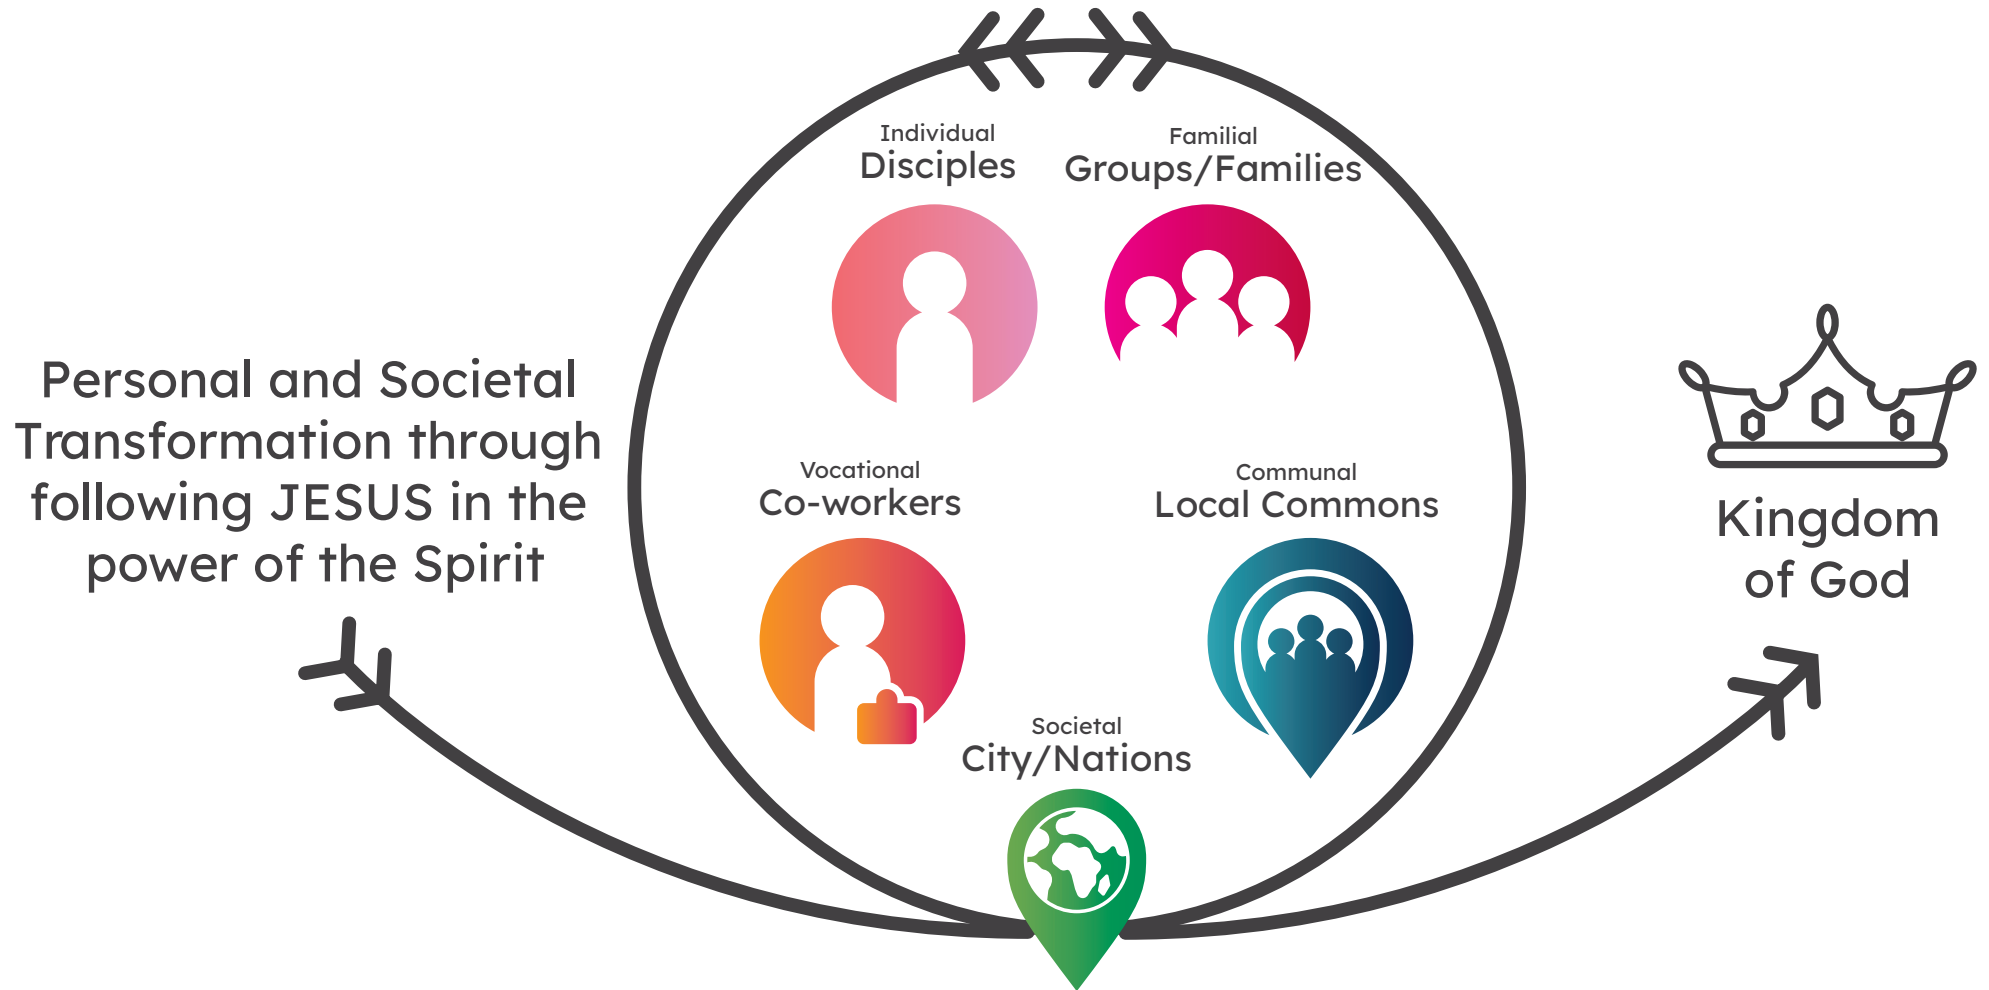 Individual
Disciples
Familial
Groups/Families
Personal and Societal
Transformation through
following JESUS in the
power of the Spirit
Vocational
Co-workers
Communal
Local Commons
Kingdom
of God
Societal
City/Nations